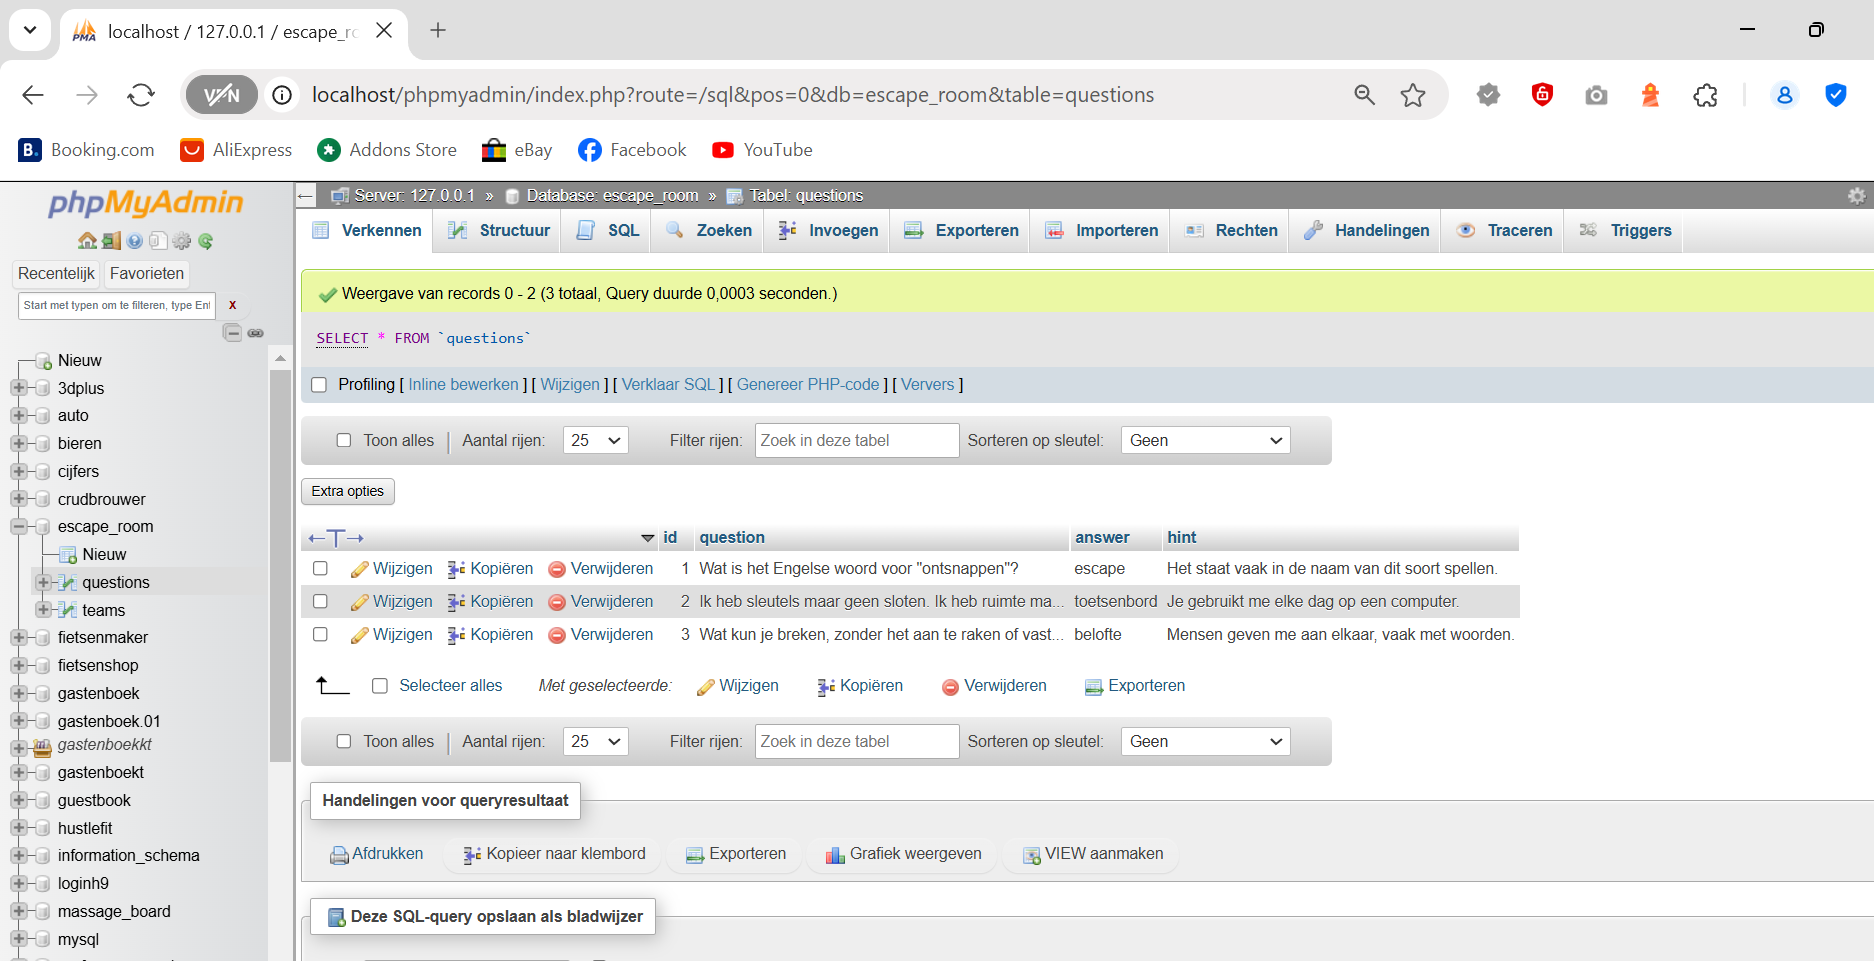 localhost / 127.0.0.1 / escape_ro
VPN
localhost/phpmyadmin/index.php?route=/sql&pos=0&db=escape_room&table=questions
B. Booking.com AliExpress Addons Store eBay Facebook YouTube
phpMyAdmin
Recentelijk Favorieten
Start met typen om te filteren, type Ent X
Nieuw
3dplus
auto
bieren
cijfers
crudbrouwer
escape_room
Nieuw
questions
teams
fietsenmaker
fietsenshop
gastenboek
gastenboek.01
gastenboekkt
gastenboekt
guestbook
hustlefit
information_schema
loginh9
massage_board
mysql
Server: 127.0.0.1 » Database: escape_room » Tabel: questions
Verkennen Structuur SQL Zoeken Invoegen Exporteren Importeren Rechten Handelingen Traceren Triggers
Weergave van records 0 - 2 (3 totaal, Query duurde 0,0003 seconden.)
SELECT * FROM `questions`
Profiling [ Inline bewerken ] [ Wijzigen ] [ Verklaar SQL ] [ Genereer PHP-code ] [ Ververs ]
Toon alles | Aantal rijen: 25 Filter rijen: Zoek in deze tabel Sorteren op sleutel: Geen
Extra opties
←T→ id question answer hint
Wijzigen Kopiëren Verwijderen 1 Wat is het Engelse woord voor "ontsnappen"? escape Het staat vaak in de naam van dit soort spellen.
Wijzigen Kopiëren Verwijderen 2 Ik heb sleutels maar geen sloten. Ik heb ruimte ma... toetsenbord Je gebruikt me elke dag op een computer.
Wijzigen Kopiëren Verwijderen 3 Wat kun je breken, zonder het aan te raken of vast... belofte Mensen geven me aan elkaar, vaak met woorden.
Selecteer alles Met geselecteerde: Wijzigen Kopiëren Verwijderen Exporteren
Toon alles | Aantal rijen: 25 Filter rijen: Zoek in deze tabel Sorteren op sleutel: Geen
Handelingen voor queryresultaat
Afdrukken Kopieer naar klembord Exporteren Grafiek weergeven VIEW aanmaken
Deze SQL-query opslaan als bladwijzer